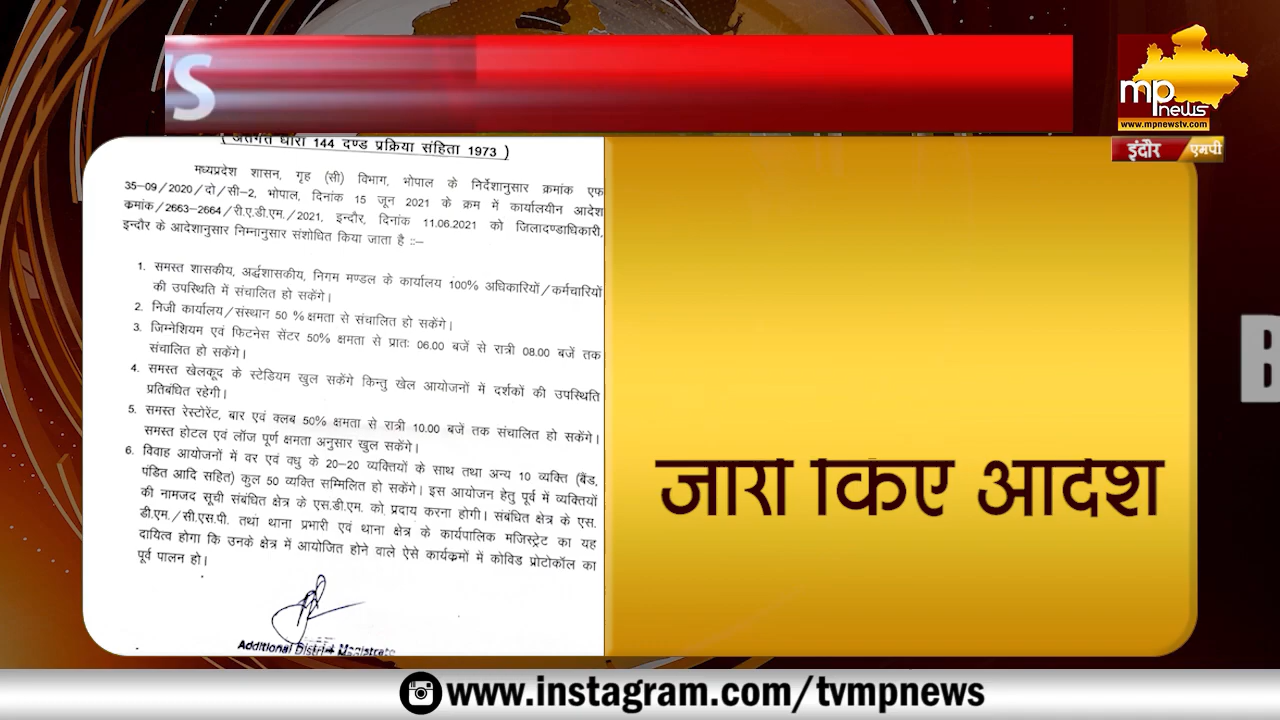 WS
mp
news
www.mpnewstv.com
इंदौर एमपी
( अंतर्गत धारा 144 दण्ड प्रक्रिया संहिता 1973 )
मध्यप्रदेश शासन, गृह (सी) विभाग, भोपाल के निर्देशानुसार क्रमांक एफ
35–09/2020/दो/सी–2, भोपाल, दिनांक 15 जून 2021 के क्रम में कार्यालयीन आदेश
क्रमांक/2663–2664/री.ए.डी.एम./2021, इन्दौर, दिनांक 11.06.2021 को जिलादण्डाधिकारी,
इन्दौर के आदेशानुसार निम्नानुसार संशोधित किया जाता है ::–
1. समस्त शासकीय, अर्द्धशासकीय, निगम मण्डल के कार्यालय 100% अधिकारियों/कर्मचारियों
की उपस्थिति में संचालित हो सकेंगे।
2. निजी कार्यालय/संस्थान 50 % क्षमता से संचालित हो सकेंगे।
3. जिम्नेशियम एवं फिटनेस सेंटर 50% क्षमता से प्रातः 06.00 बजें से रात्री 08.00 बजें तक
संचालित हो सकेंगे।
4. समस्त खेलकूद के स्टेडियम खुल सकेंगे किन्तु खेल आयोजनों में दर्शकों की उपस्थिति
प्रतिबंधित रहेगी।
5. समस्त रेस्टोरेंट, बार एवं क्लब 50% क्षमता से रात्री 10.00 बजें तक संचालित हो सकेंगे।
समस्त होटल एवं लॉज पूर्ण क्षमता अनुसार खुल सकेंगे।
6. विवाह आयोजनों में वर एवं वधु के 20–20 व्यक्तियों के साथ तथा अन्य 10 व्यक्ति (बैंड,
पंडित आदि सहित) कुल 50 व्यक्ति सम्मिलित हो सकेंगे। इस आयोजन हेतु पूर्व में व्यक्तियों
की नामजद सूची संबंधित क्षेत्र के एस.डी.एम. को प्रदाय करना होगी। संबंधित क्षेत्र के एस.
डी.एम./सी.एस.पी. तथा थाना प्रभारी एवं थाना क्षेत्र के कार्यपालिक मजिस्ट्रेट का यह
दायित्व होगा कि उनके क्षेत्र में आयोजित होने वाले ऐसे कार्यक्रमों में कोविड प्रोटोकॉल का
पूर्व पालन हो।
Additional District Magistrate
जारी किए आदेश
B
www.instagram.com/tvmpnews